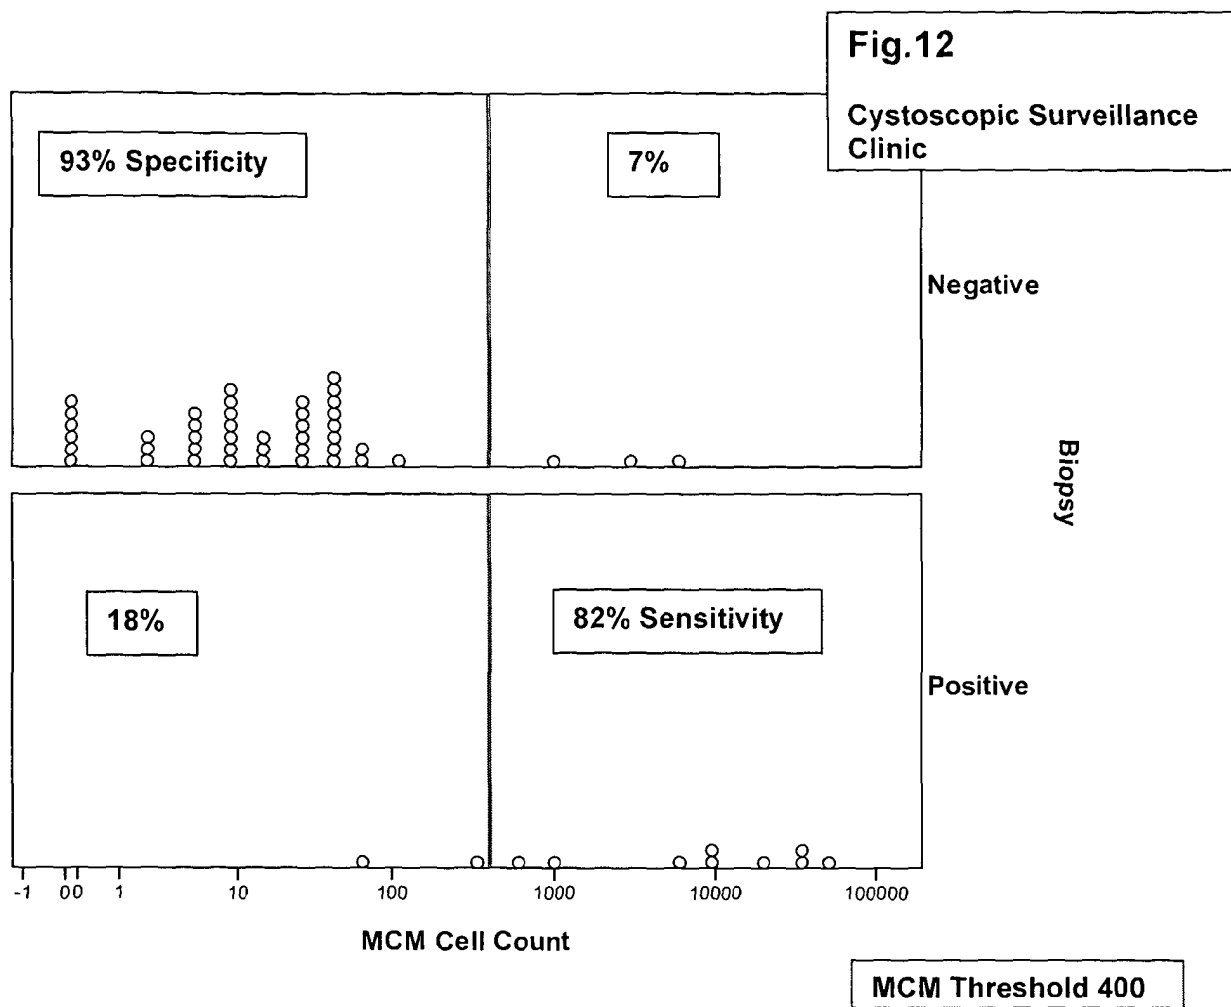 Fig.12
Cystoscopic Surveillance
Clinic
93% Specificity
7%
Negative
Biopsy
18%
82% Sensitivity
Positive
-1 0 0 1 10 100 1000 10000 100000
MCM Cell Count
MCM Threshold 400